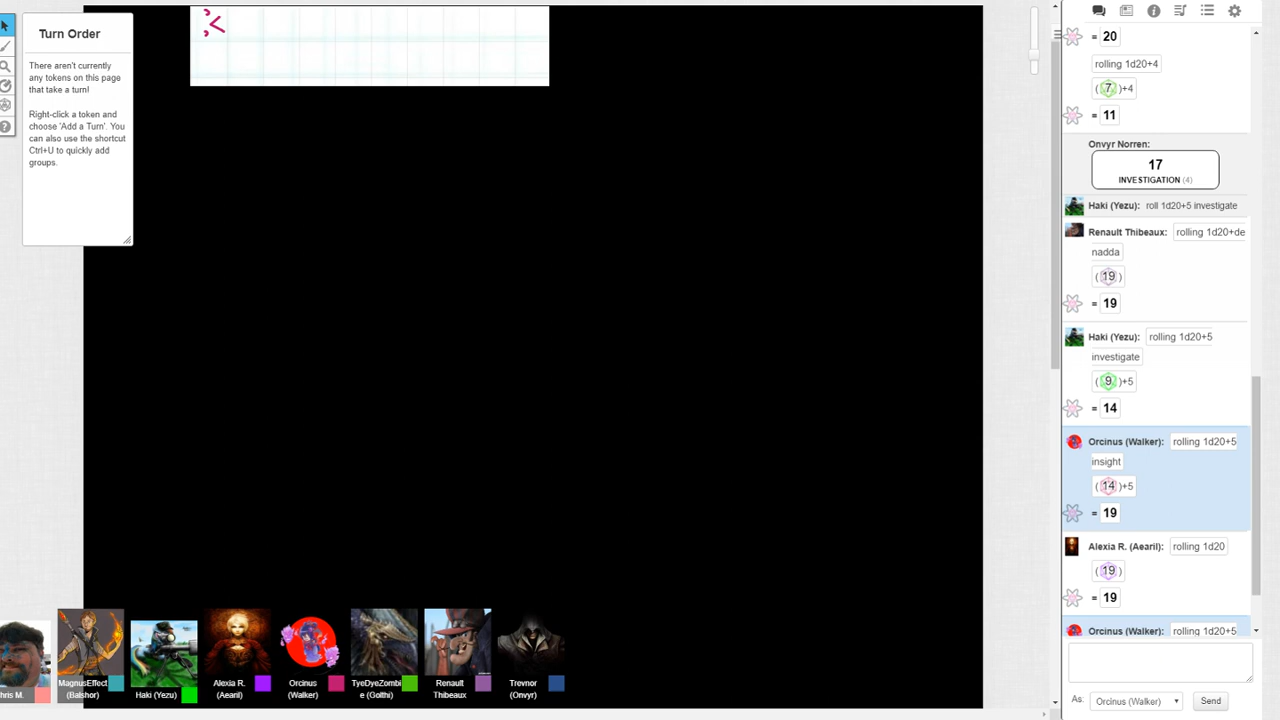 Turn Order
There aren't currently
any tokens on this page
that take a turn!
Right-click a token and
choose 'Add a Turn'. You
can also use the shortcut
Ctrl+U to quickly add
groups.
= 20
rolling 1d20+4
(7)+4
= 11
Onvyr Norren:
17
INVESTIGATION (4)
Haki (Yezu): roll 1d20+5 investigate
Renault Thibeaux: rolling 1d20+de
nadda
(19)
= 19
Haki (Yezu): rolling 1d20+5
investigate
(9)+5
= 14
Orcinus (Walker): rolling 1d20+5
insight
(14)+5
= 19
Alexia R. (Aearil): rolling 1d20
(19)
= 19
Orcinus (Walker): rolling 1d20+5
As: Orcinus (Walker) Send
hris M.
MagnusEffect
(Balshor)
Haki (Yezu)
Alexia R.
(Aearil)
Orcinus
(Walker)
TyeDyeZombi
e (Golthi)
Renault
Thibeaux
Trevnor
(Onvyr)